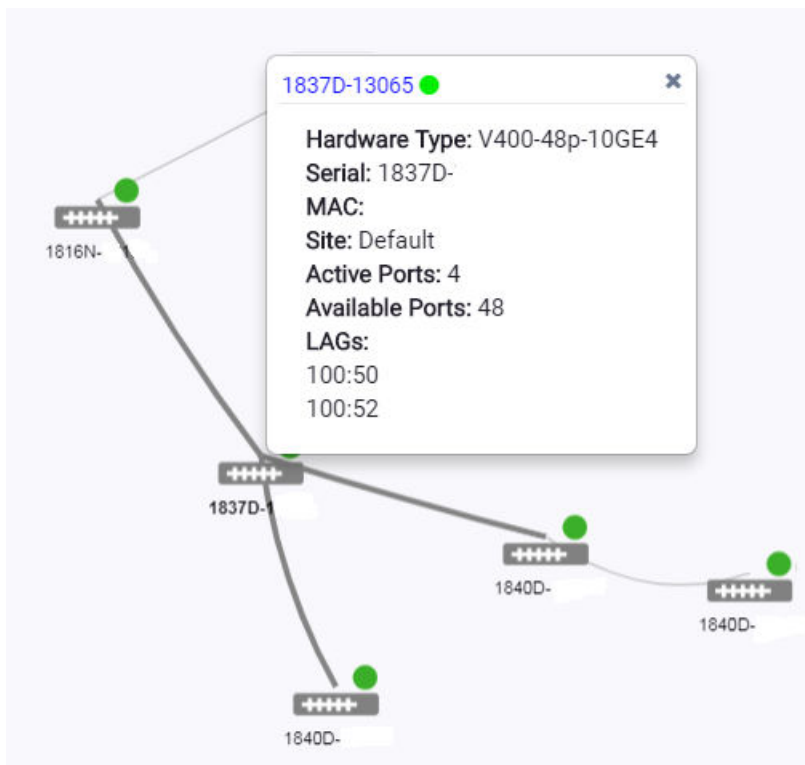 1837D-13065
Hardware Type: V400-48p-10GE4
Serial: 1837D-
MAC:
Site: Default
Active Ports: 4
Available Ports: 48
LAGs:
100:50
100:52
1816N-
1837D-1
1840D-
1840D-
1840D-